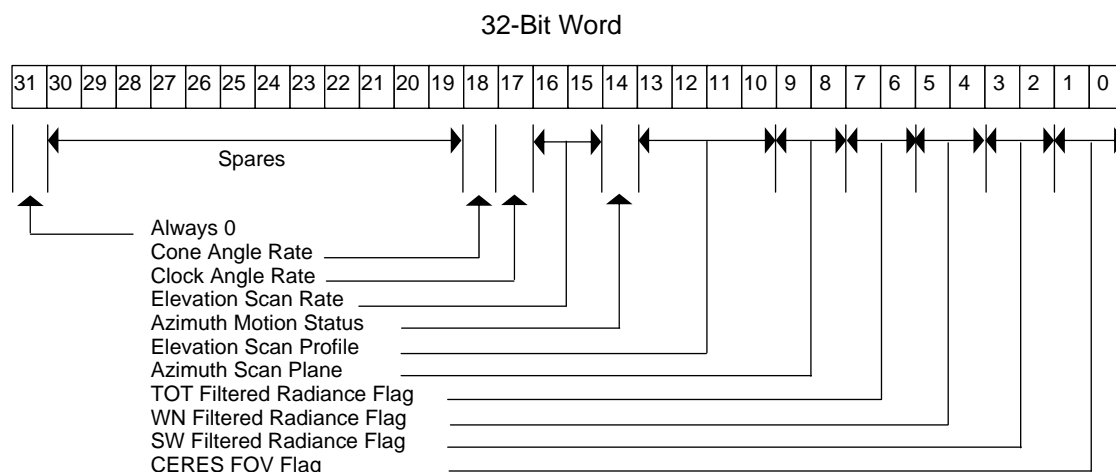 32-Bit Word
31 30 29 28 27 26 25 24 23 22 21 20 19 18 17 16 15 14 13 12 11 10 9 8 7 6 5 4 3 2 1 0
Spares
Always 0
Cone Angle Rate
Clock Angle Rate
Elevation Scan Rate
Azimuth Motion Status
Elevation Scan Profile
Azimuth Scan Plane
TOT Filtered Radiance Flag
WN Filtered Radiance Flag
SW Filtered Radiance Flag
CERES FOV Flag